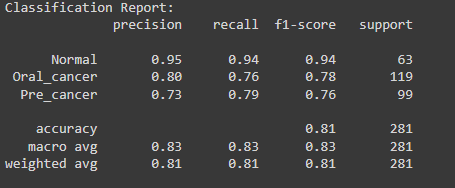 Classification Report:
precision recall f1-score support
Normal 0.95 0.94 0.94 63
Oral_cancer 0.80 0.76 0.78 119
Pre_cancer 0.73 0.79 0.76 99
accuracy 0.81 281
macro avg 0.83 0.83 0.83 281
weighted avg 0.81 0.81 0.81 281